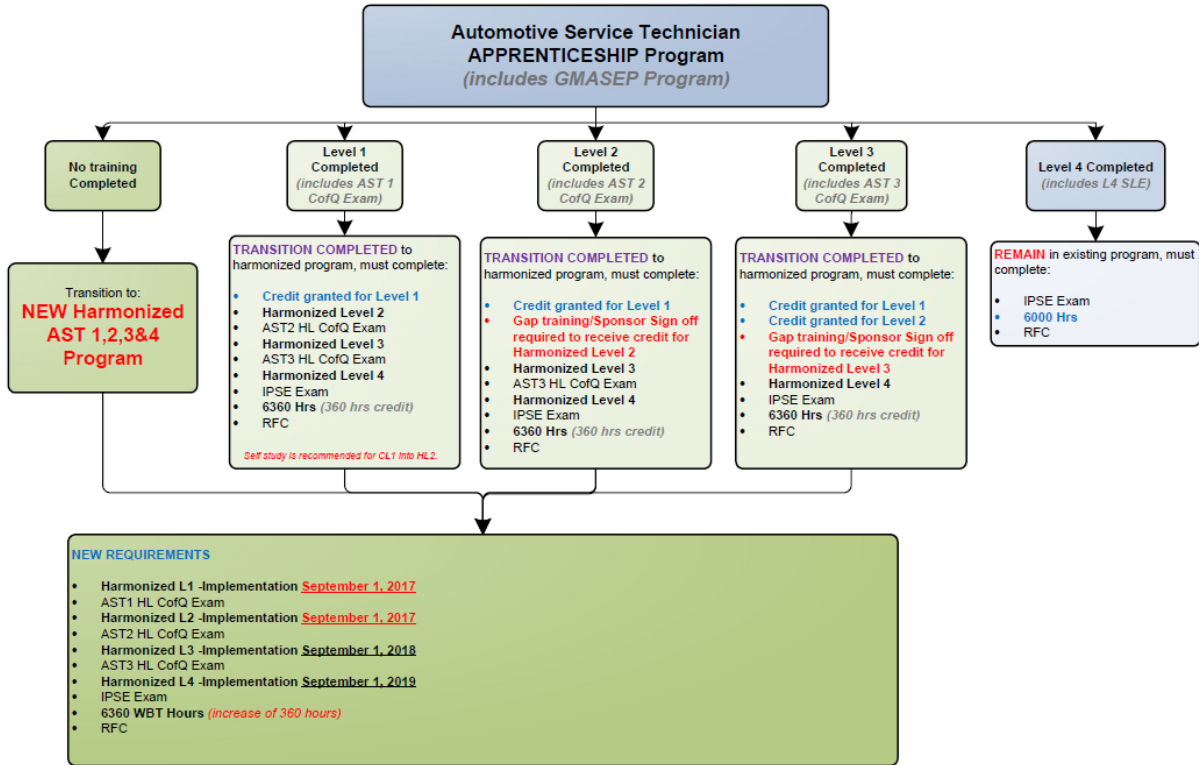 Automotive Service Technician
APPRENTICESHIP Program
(includes GMASEP Program)
No training
Completed
Level 1
Completed
(includes AST 1
CofQ Exam)
Level 2
Completed
(includes AST 2
CofQ Exam)
Level 3
Completed
(includes AST 3
CofQ Exam)
Level 4 Completed
(includes L4 SLE)
Transition to:
NEW Harmonized
AST 1,2,3&4
Program
TRANSITION COMPLETED to
harmonized program, must complete:
• Credit granted for Level 1
• Harmonized Level 2
• AST2 HL CofQ Exam
• Harmonized Level 3
• AST3 HL CofQ Exam
• Harmonized Level 4
• IPSE Exam
• 6360 Hrs (360 hrs credit)
• RFC
Self study is recommended for CL1 Into HL2.
TRANSITION COMPLETED to
harmonized program, must complete:
• Credit granted for Level 1
• Gap training/Sponsor Sign off
required to receive credit for
Harmonized Level 2
• Harmonized Level 3
• AST3 HL CofQ Exam
• Harmonized Level 4
• IPSE Exam
• 6360 Hrs (360 hrs credit)
• RFC
TRANSITION COMPLETED to
harmonized program, must complete:
• Credit granted for Level 1
• Credit granted for Level 2
• Gap training/Sponsor Sign off
required to receive credit for
Harmonized Level 3
• Harmonized Level 4
• IPSE Exam
• 6360 Hrs (360 hrs credit)
• RFC
REMAIN in existing program, must
complete:
• IPSE Exam
• 6000 Hrs
• RFC
NEW REQUIREMENTS
• Harmonized L1 -Implementation September 1, 2017
• AST1 HL CofQ Exam
• Harmonized L2 -Implementation September 1, 2017
• AST2 HL CofQ Exam
• Harmonized L3 -Implementation September 1, 2018
• AST3 HL CofQ Exam
• Harmonized L4 -Implementation September 1, 2019
• IPSE Exam
• 6360 WBT Hours (increase of 360 hours)
• RFC